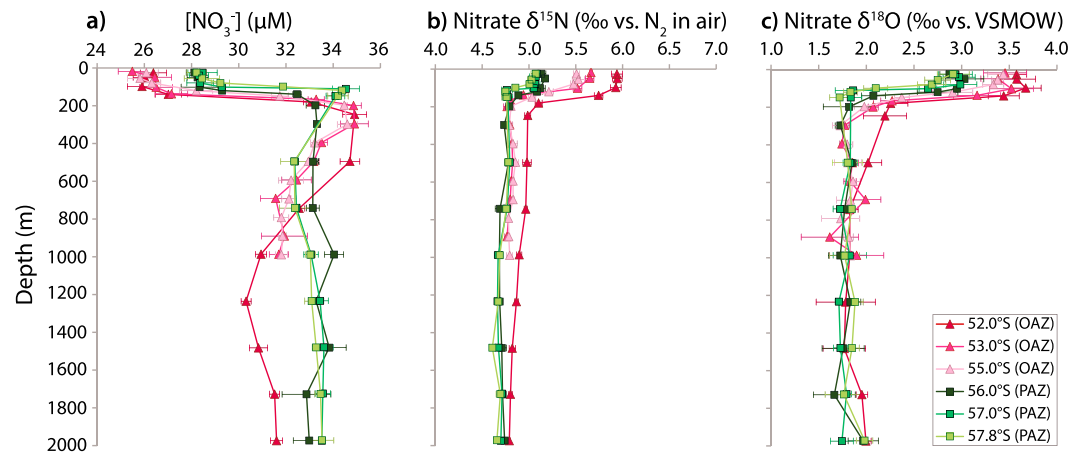 a) [NO₃⁻] (µM)
b) Nitrate δ¹⁵N (‰ vs. N₂ in air)
c) Nitrate δ¹⁸O (‰ vs. VSMOW)
24 26 28 30 32 34 36
4.0 4.5 5.0 5.5 6.0 6.5 7.0
1.0 1.5 2.0 2.5 3.0 3.5 4.0
Depth (m)
0
200
400
600
800
1000
1200
1400
1600
1800
2000
52.0°S (OAZ)
53.0°S (OAZ)
55.0°S (OAZ)
56.0°S (PAZ)
57.0°S (PAZ)
57.8°S (PAZ)